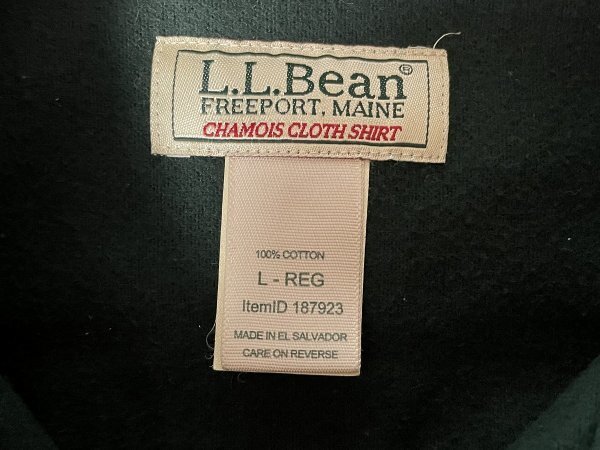 L.L.Bean®
FREEPORT, MAINE
CHAMOIS CLOTH SHIRT
100% COTTON
L - REG
ItemID 187923
MADE IN EL SALVADOR
CARE ON REVERSE